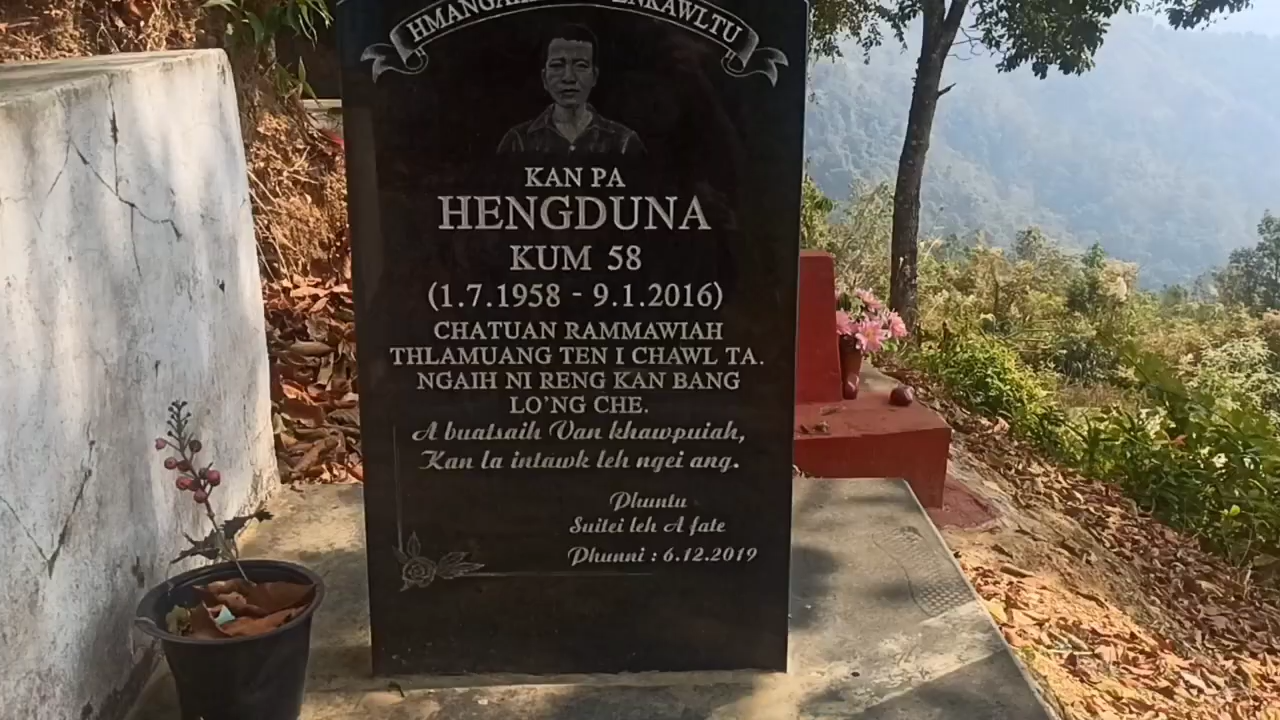 KAN PA
HENGDUNA
KUM 58
(1.7.1958 - 9.1.2016)
CHATUAN RAMMAWIAH
THLAMUANG TEN I CHAWL TA.
NGAIH NI RENG KAN BANG
LO'NG CHE.
A buatsaih Van khawpuiah,
Kan la intawk leh ngei ang.
Phuntu
Suitei leh A fate
Phunni : 6.12.2019